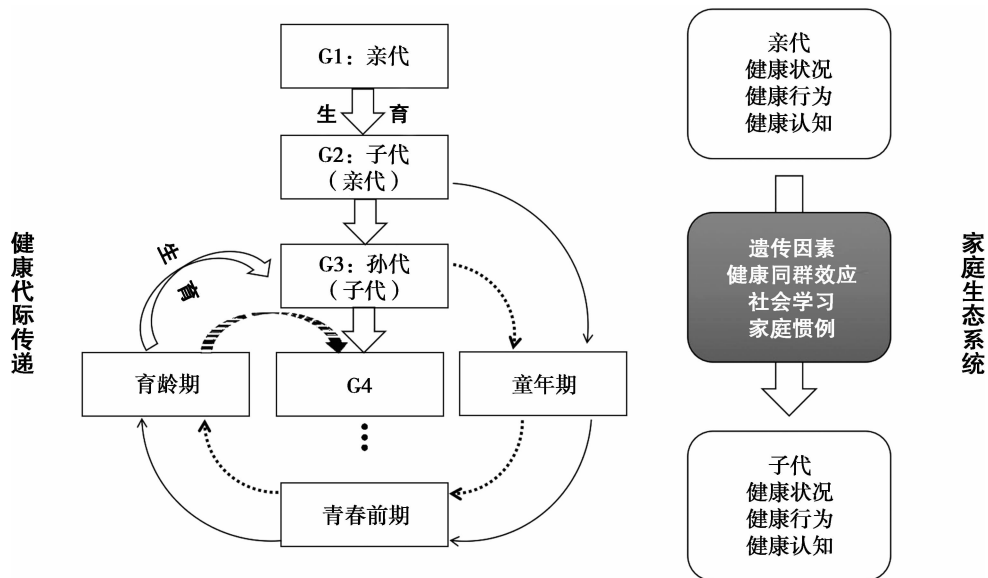 健康代际传递
G1：亲代
生 育
G2：子代
（亲代）
生育
G3：孙代
（子代）
育龄期
G4
童年期
青春前期
亲代
健康状况
健康行为
健康认知
遗传因素
健康同群效应
社会学习
家庭惯例
子代
健康状况
健康行为
健康认知
家庭生态系统